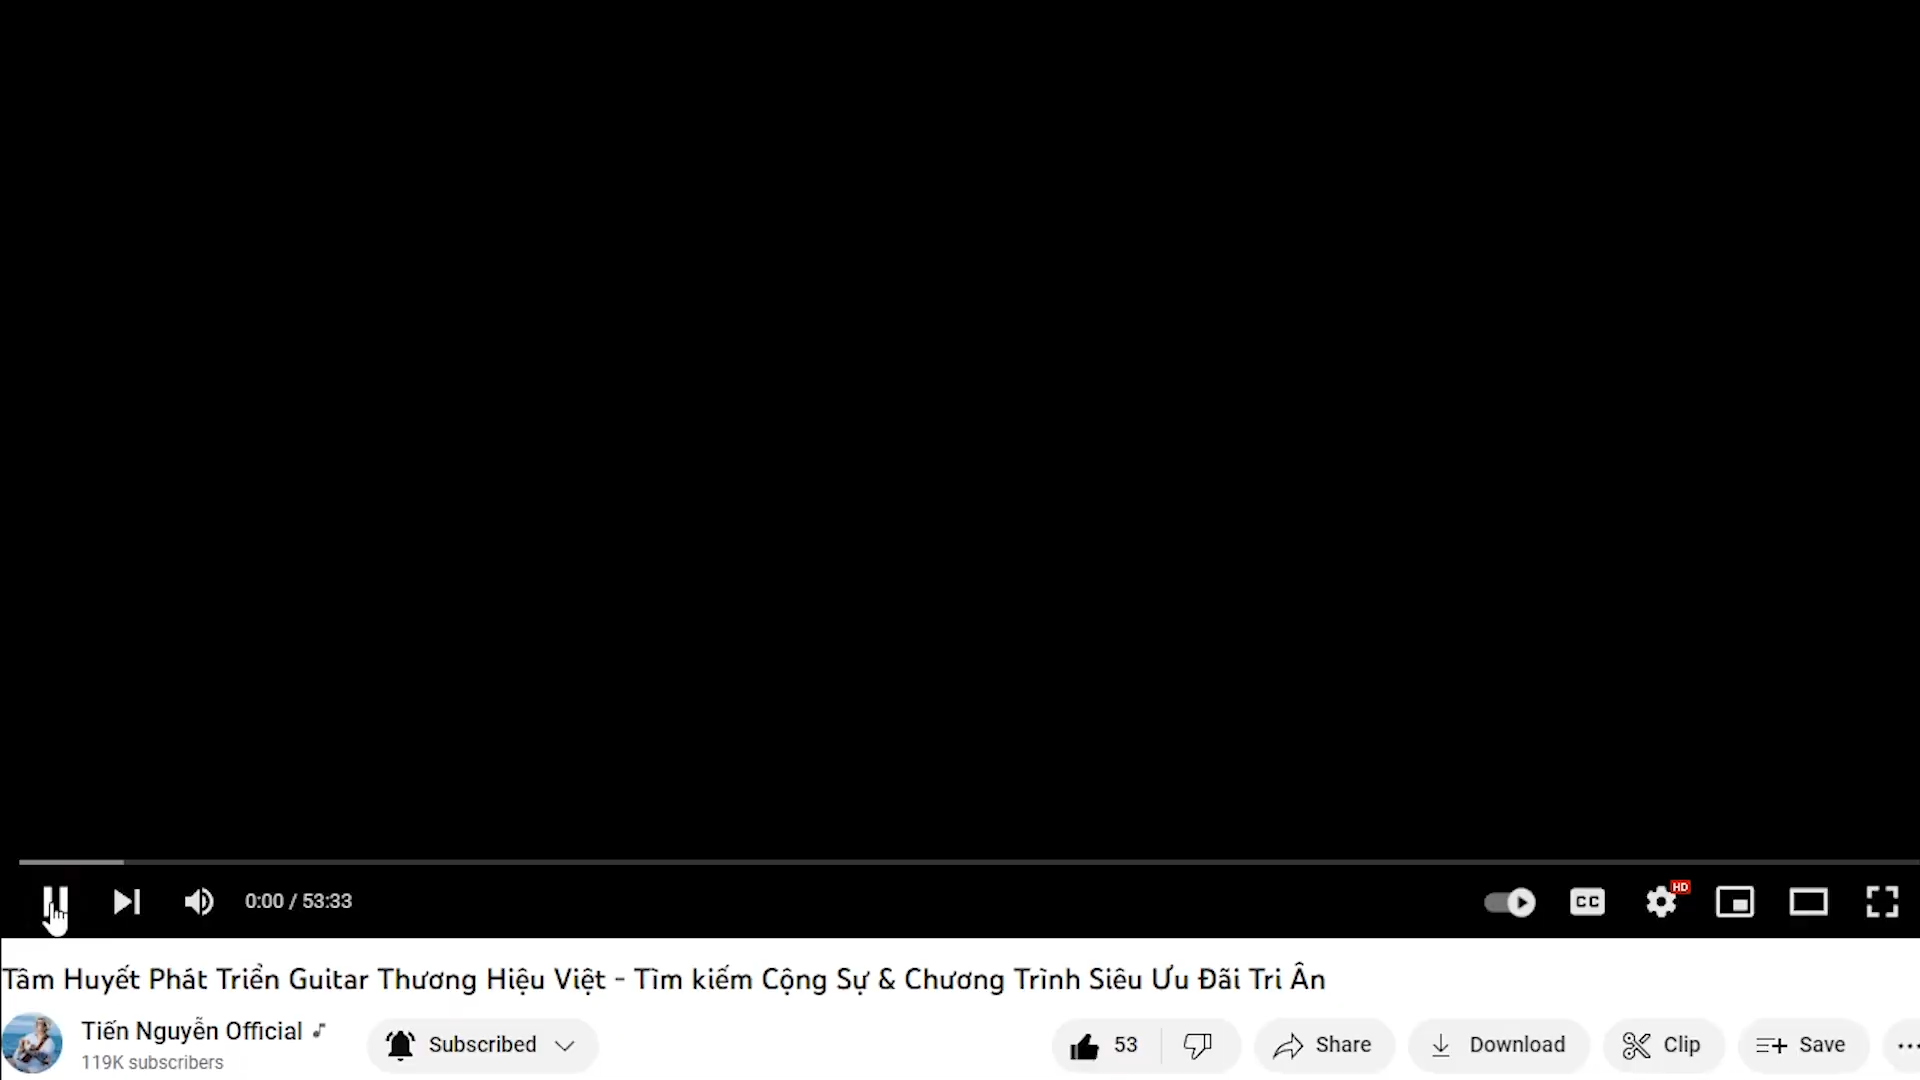 0:00 / 53:33
CC
HD
Tâm Huyết Phát Triển Guitar Thương Hiệu Việt - Tìm kiếm Cộng Sự & Chương Trình Siêu Ưu Đãi Tri Ân
Tiến Nguyễn Official
119K subscribers
Subscribed
53
Share
Download
Clip
Save